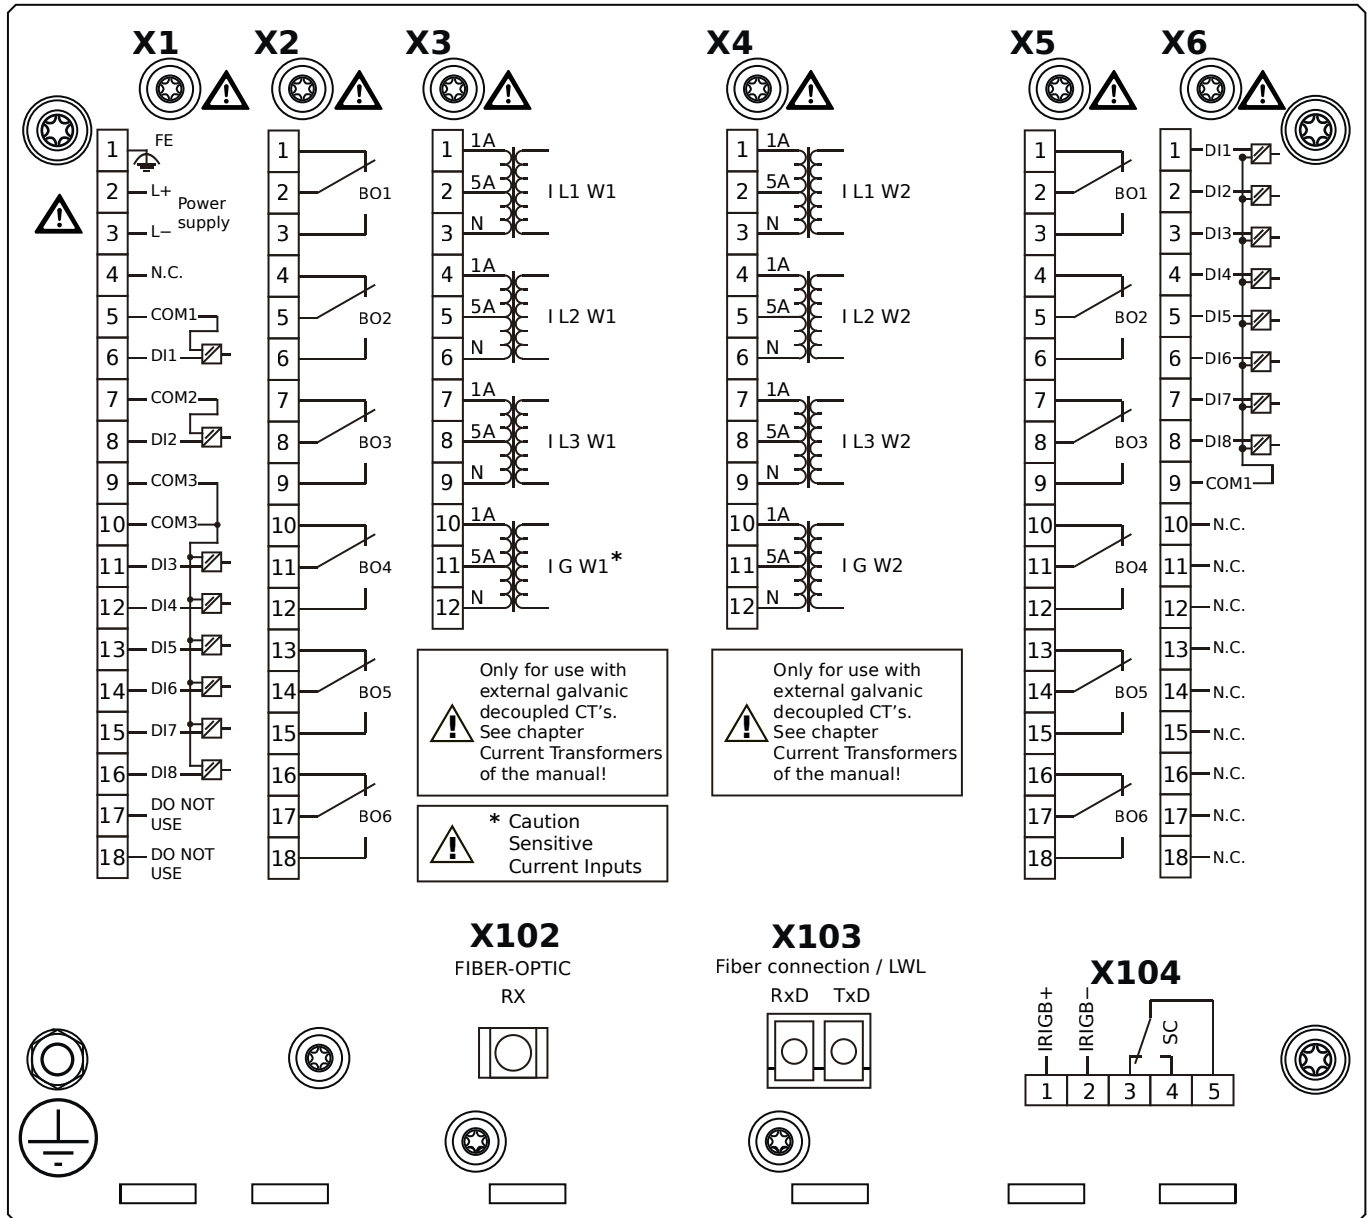 X1
X2
X3
X4
X5
X6
1
FE
2
L+
Power
supply
3
L−
4
N.C.
5
COM1
6
DI1
7
COM2
8
DI2
9
COM3
10
COM3
11
DI3
12
DI4
13
DI5
14
DI6
15
DI7
16
DI8
17
DO NOT
USE
18
DO NOT
USE
1
2
BO1
3
4
5
BO2
6
7
8
BO3
9
10
11
BO4
12
13
14
BO5
15
16
17
BO6
18
1
1A
2
5A
I L1 W1
3
N
4
1A
5
5A
I L2 W1
6
N
7
1A
8
5A
I L3 W1
9
N
10
1A
11
5A
I G W1*
12
N
!
Only for use with
external galvanic
decoupled CT's.
See chapter
Current Transformers
of the manual!
!
* Caution
Sensitive
Current Inputs
1
1A
2
5A
I L1 W2
3
N
4
1A
5
5A
I L2 W2
6
N
7
1A
8
5A
I L3 W2
9
N
10
1A
11
5A
I G W2
12
N
!
Only for use with
external galvanic
decoupled CT's.
See chapter
Current Transformers
of the manual!
1
2
BO1
3
4
5
BO2
6
7
8
BO3
9
10
11
BO4
12
13
14
BO5
15
16
17
BO6
18
1
DI1
2
DI2
3
DI3
4
DI4
5
DI5
6
DI6
7
DI7
8
DI8
9
COM1
10
N.C.
11
N.C.
12
N.C.
13
N.C.
14
N.C.
15
N.C.
16
N.C.
17
N.C.
18
N.C.
X102
FIBER-OPTIC
RX
X103
Fiber connection / LWL
RxD TxD
X104
IRIGB+
IRIGB−
SC
1 2 3 4 5